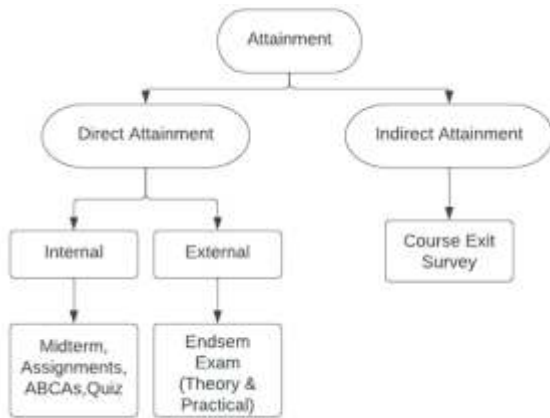 Attainment
Direct Attainment
Indirect Attainment
Internal
External
Course Exit
Survey
Midterm,
Assignments,
ABCAs,Quiz
Endsem
Exam
(Theory &
Practical)